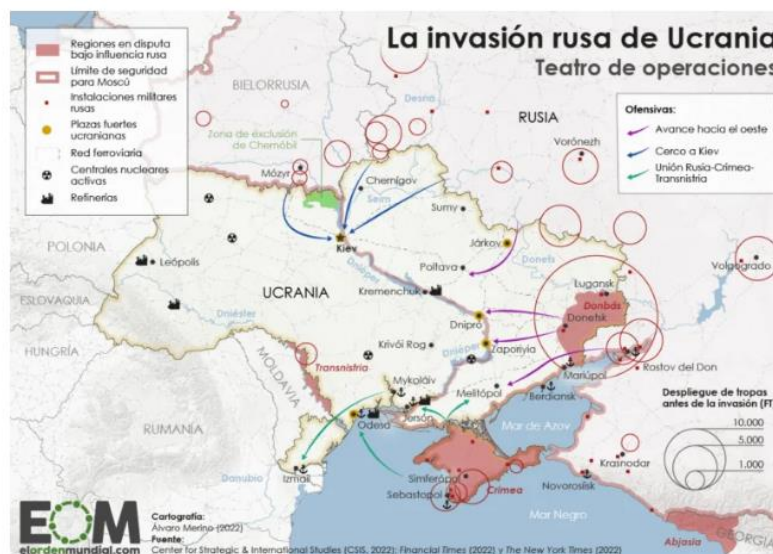 La invasión rusa de Ucrania
Teatro de operaciones
Regiones en disputa
bajo influencia rusa
Límite de seguridad
para Moscú
Instalaciones militares
rusas
Plazas fuertes
ucranianas
Red ferroviaria
Centrales nucleares
activas
Refinerías
Ofensivas:
Avance hacia el oeste
Cerco a Kiev
Unión Rusia-Crimea-
Transnistria
BIELORRUSIA
RUSIA
Desna
Zona de exclusión
de Chernóbil
Vorónezh
Mózyr
Chernígov
Seim
Sumy
Kiev
Járkov
POLONIA
Leópolis
Poltava
Donets
Volgogrado
Dniéper
ESLOVAQUIA
UCRANIA
Kremenchuk
Lugansk
Donbás
Dniéster
Dnipró
Donetsk
HUNGRÍA
Krivói Rog
Dniéper
Zaporiyia
MOLDAVIA
Transnistria
Mariúpol
Rostov del Don
Mykoláiv
Melitópol
Berdiansk
RUMANÍA
Jersón
Odesa
Mar de Azov
Despliegue de tropas
antes de la invasión (FT)
10.000
5.000
1.000
Danubio
Izmaíl
Simferópol
Krasnodar
Sebastopol
Crimea
Novorosíisk
Mar Negro
Abjasia
GEORGIA
EOM
elordenmundial.com
Cartografía:
Álvaro Merino (2022)
Fuente:
Center for Strategic & International Studies (CSIS, 2022); Financial Times (2022) y The New York Times (2022)